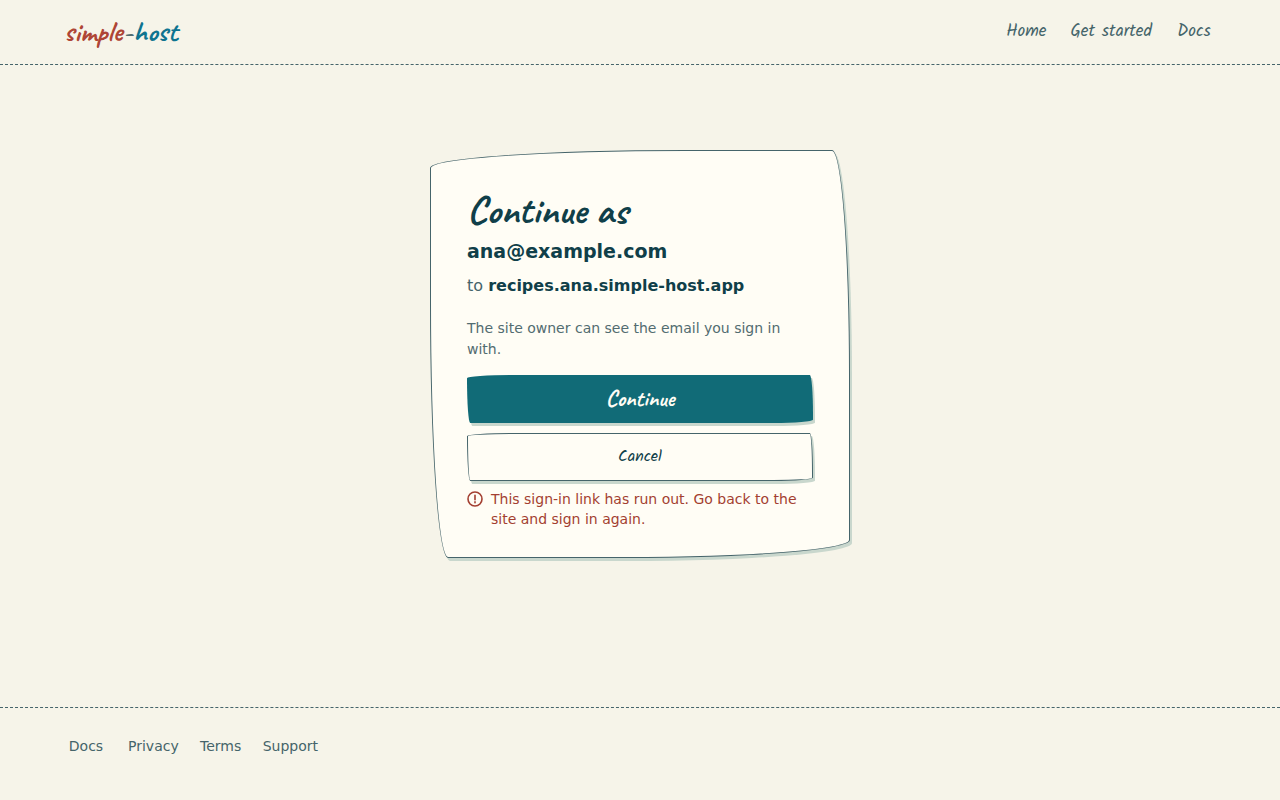 simple-host
Home Get started Docs
Continue as
ana@example.com
to recipes.ana.simple-host.app
The site owner can see the email you sign in
with.
Continue
Cancel
This sign-in link has run out. Go back to the
site and sign in again.
Docs Privacy Terms Support